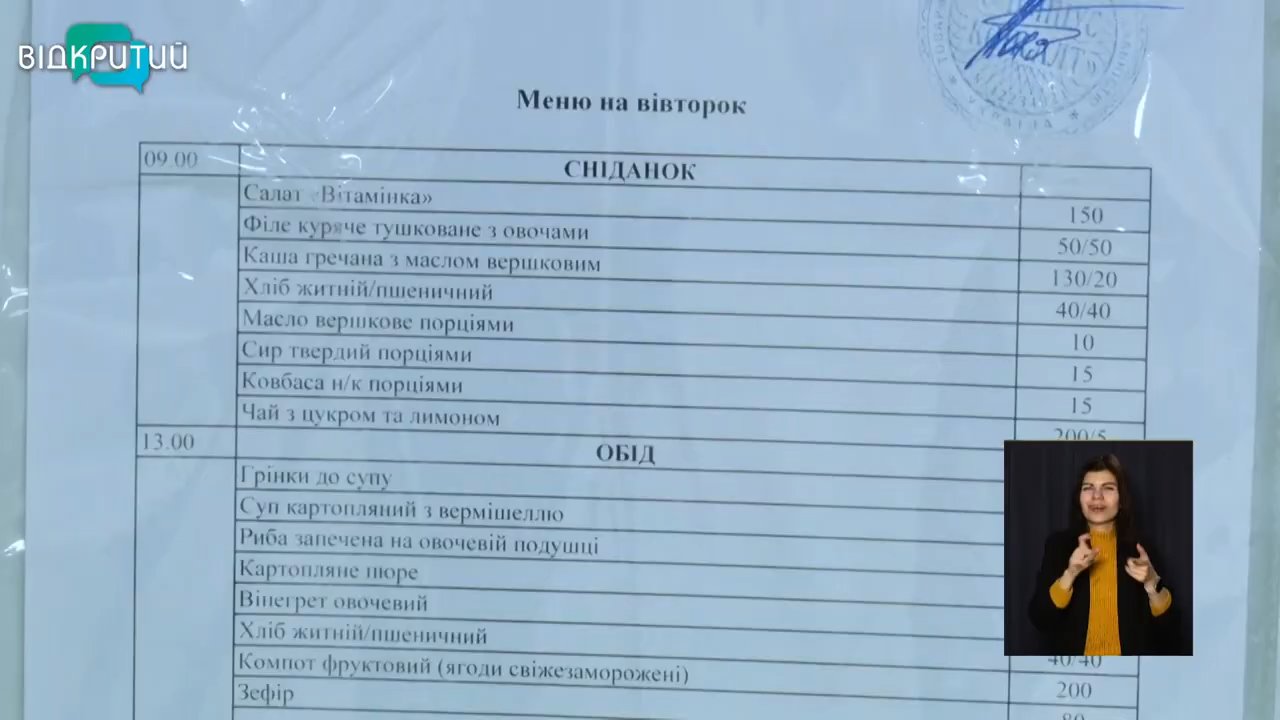 ВІДКРИТИЙ
Меню на вівторок
09.00 СНІДАНОК
Салат «Вітамінка» 150
Філе куряче тушковане з овочами 50/50
Каша гречана з маслом вершковим 130/20
Хліб житній/пшеничний 40/40
Масло вершкове порціями 10
Сир твердий порціями 15
Ковбаса н/к порціями 15
Чай з цукром та лимоном 200/5
13.00 ОБІД
Грінки до супу
Суп картопляний з вермішеллю
Риба запечена на овочевій подушці
Картопляне пюре
Вінегрет овочевий
Хліб житній/пшеничний 40/40
Компот фруктовий (ягоди свіжезаморожені) 200
Зефір 80